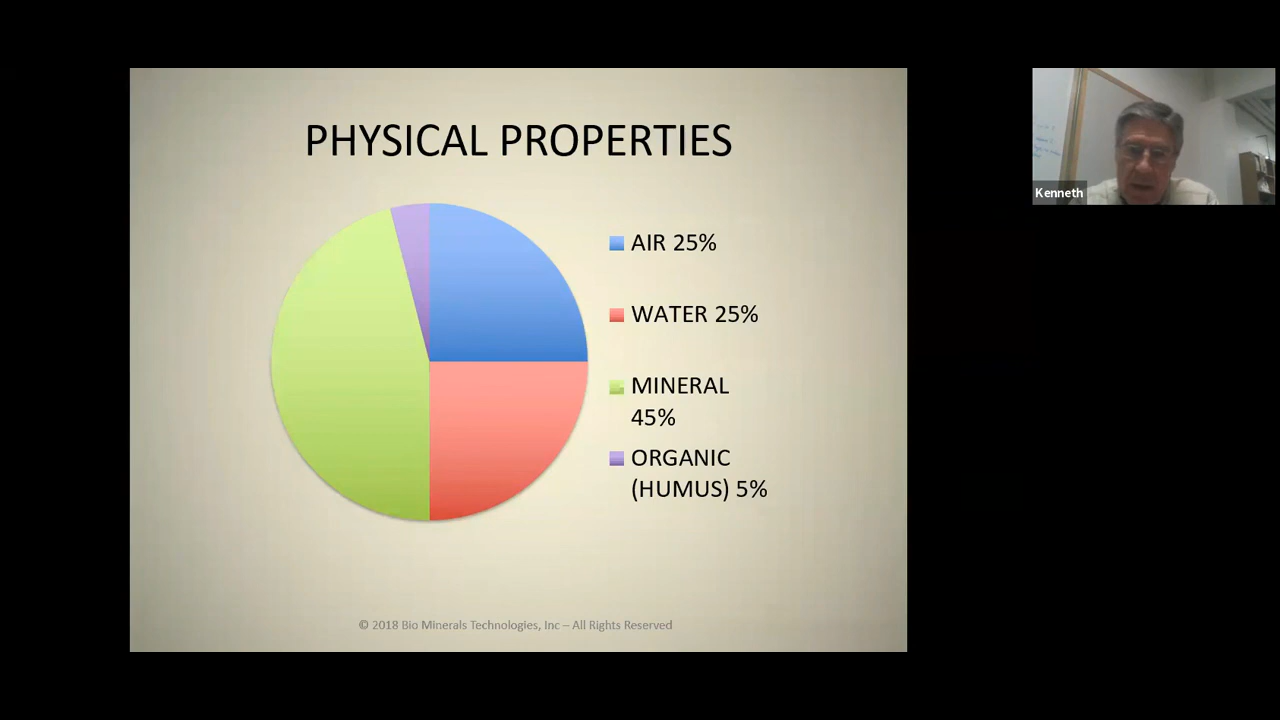 PHYSICAL PROPERTIES
AIR 25%
WATER 25%
MINERAL
45%
ORGANIC
(HUMUS) 5%
© 2018 Bio Minerals Technologies, Inc – All Rights Reserved
Kenneth